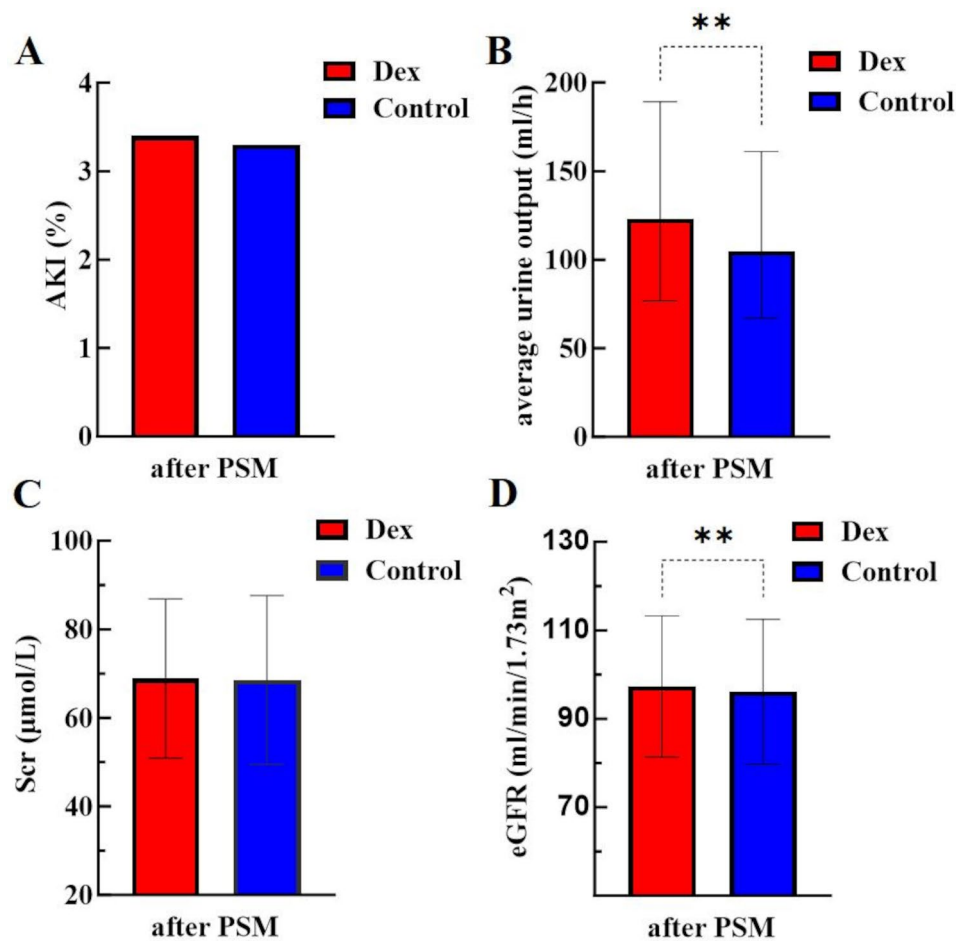 A
Dex
Control
AKI (%)
4
3
2
1
0
after PSM
B
**
Dex
Control
average urine output (ml/h)
200
150
100
50
0
after PSM
C
Dex
Control
Scr (μmol/L)
100
80
60
40
20
after PSM
D
**
Dex
Control
eGFR (ml/min/1.73m²)
130
110
90
70
after PSM